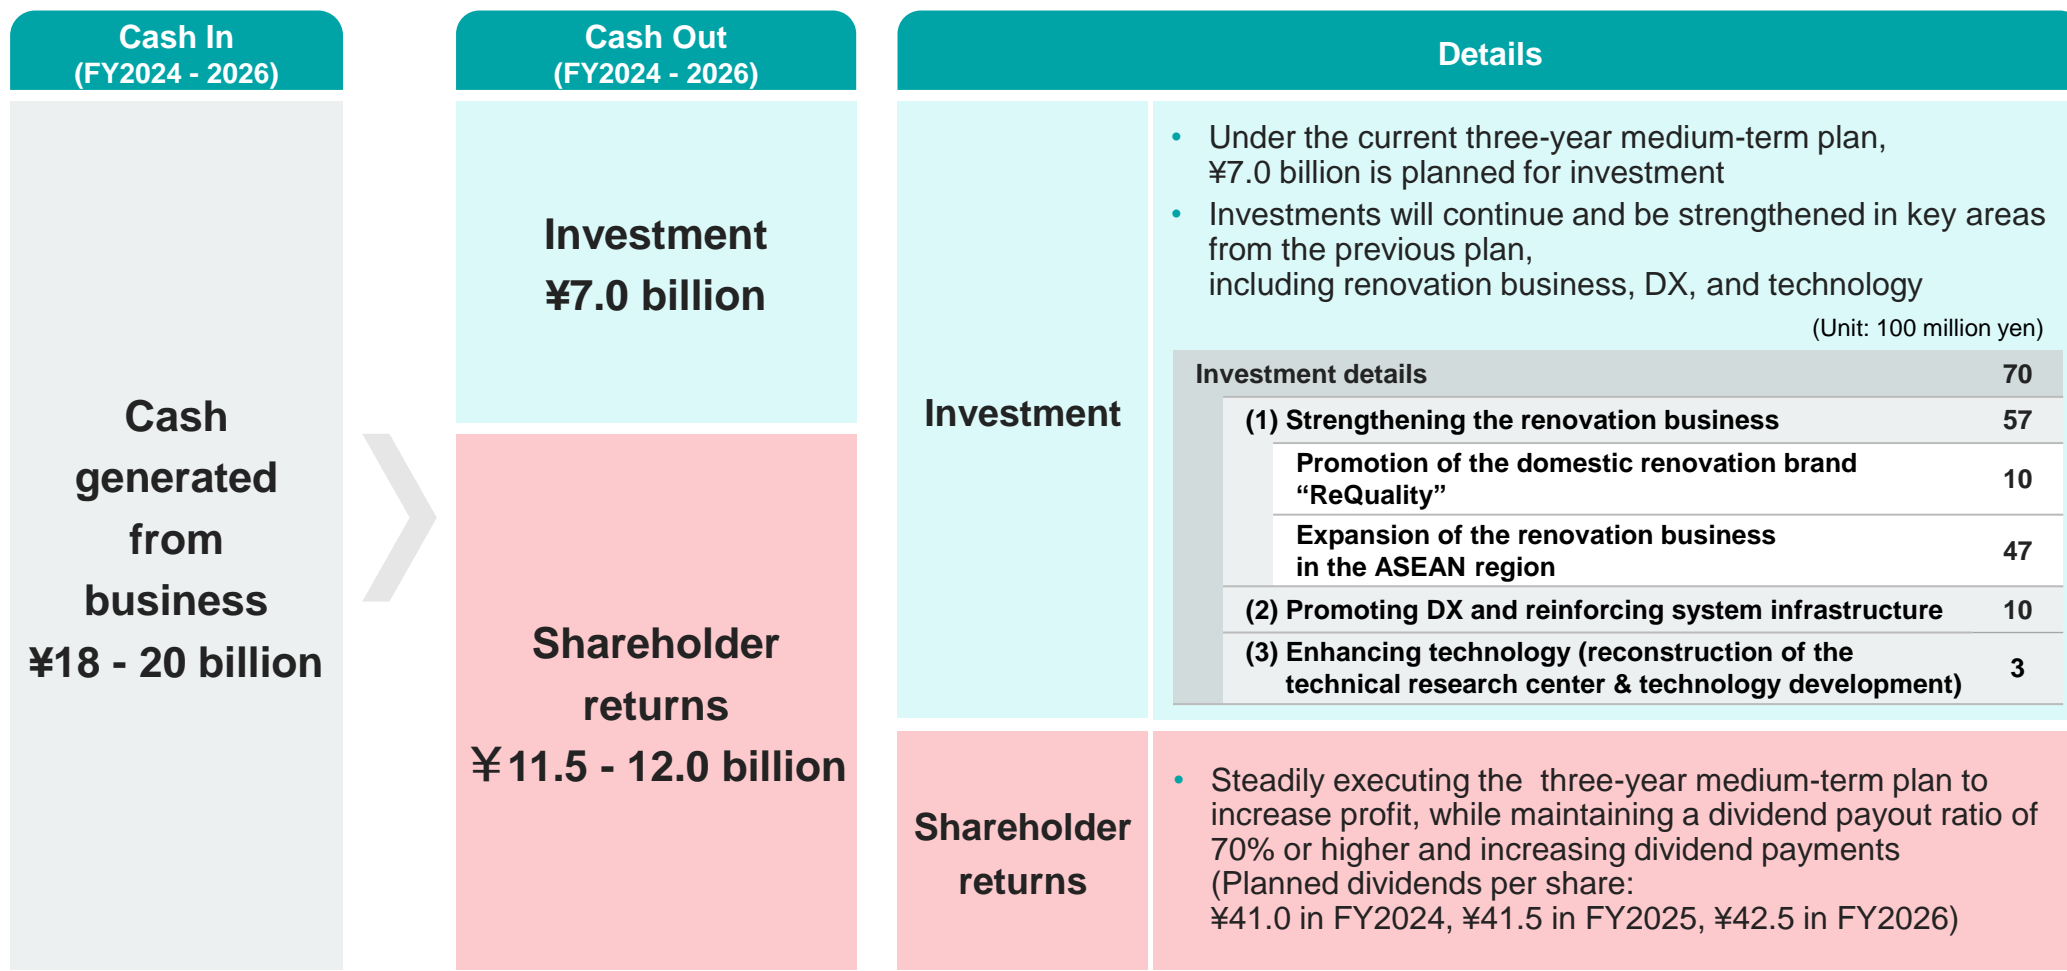 Cash In
(FY2024 - 2026)
Cash
generated
from
business
¥18 - 20 billion
Cash Out
(FY2024 - 2026)
Investment
¥7.0 billion
Shareholder
returns
￥11.5 - 12.0 billion
Details
Investment
• Under the current three-year medium-term plan,
¥7.0 billion is planned for investment
• Investments will continue and be strengthened in key areas
from the previous plan,
including renovation business, DX, and technology
(Unit: 100 million yen)
Investment details 70
(1) Strengthening the renovation business 57
Promotion of the domestic renovation brand
“ReQuality” 10
Expansion of the renovation business
in the ASEAN region 47
(2) Promoting DX and reinforcing system infrastructure 10
(3) Enhancing technology (reconstruction of the
technical research center & technology development) 3
Shareholder
returns
• Steadily executing the three-year medium-term plan to
increase profit, while maintaining a dividend payout ratio of
70% or higher and increasing dividend payments
(Planned dividends per share:
¥41.0 in FY2024, ¥41.5 in FY2025, ¥42.5 in FY2026)